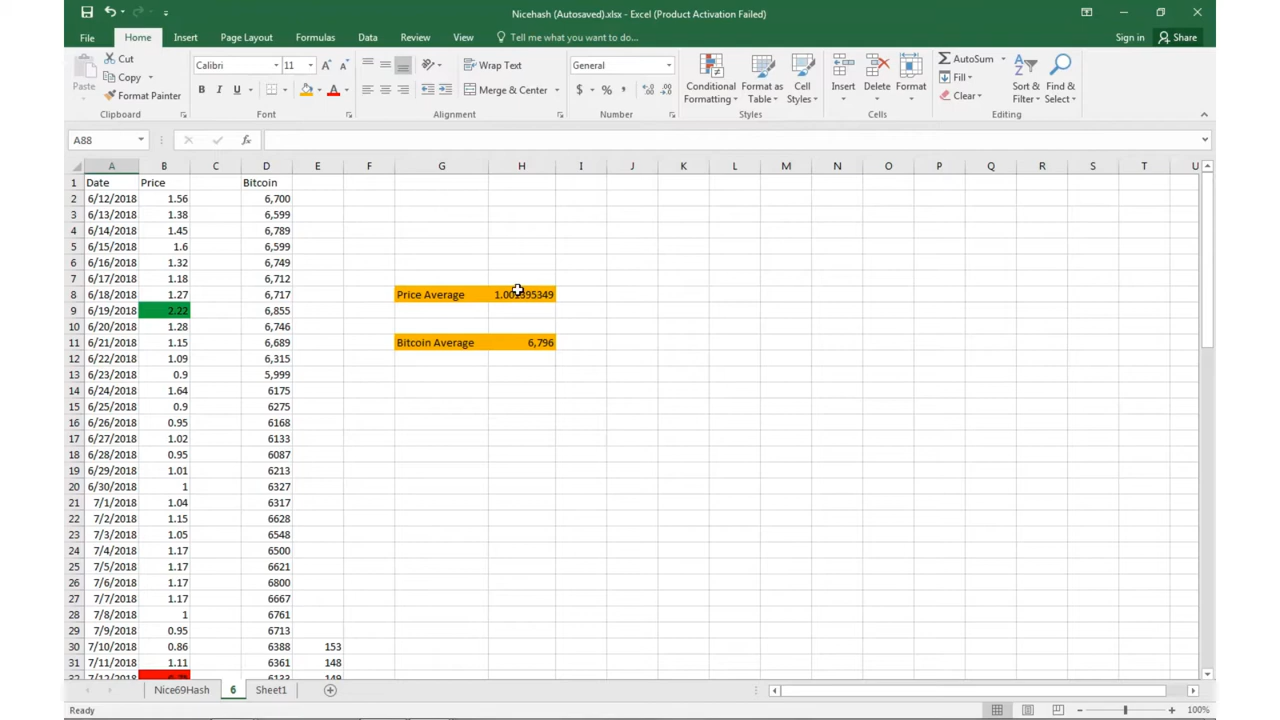 Nicehash (Autosaved).xlsx - Excel (Product Activation Failed)
File Home Insert Page Layout Formulas Data Review View Tell me what you want to do... Sign in Share
Paste Cut Copy Format Painter Clipboard
Calibri 11 A A B I U A Font
Wrap Text Merge & Center Alignment
General $ % , Number
Conditional Formatting Format as Table Cell Styles Styles
Insert Delete Format Cells
AutoSum Fill Clear Sort & Filter Find & Select Editing
A88 fx
A B C D E F G H I J K L M N O P Q R S T U
1 Date Price Bitcoin
2 6/12/2018 1.56 6,700
3 6/13/2018 1.38 6,599
4 6/14/2018 1.45 6,789
5 6/15/2018 1.6 6,599
6 6/16/2018 1.32 6,749
7 6/17/2018 1.18 6,712
8 6/18/2018 1.27 6,717 Price Average
9 6/19/2018 2.22 6,855
10 6/20/2018 1.28 6,746
11 6/21/2018 1.15 6,689 Bitcoin Average 6,796
12 6/22/2018 1.09 6,315
13 6/23/2018 0.9 5,999
14 6/24/2018 1.64 6175
15 6/25/2018 0.9 6275
16 6/26/2018 0.95 6168
17 6/27/2018 1.02 6133
18 6/28/2018 0.95 6087
19 6/29/2018 1.01 6213
20 6/30/2018 1 6327
21 7/1/2018 1.04 6317
22 7/2/2018 1.15 6628
23 7/3/2018 1.05 6548
24 7/4/2018 1.17 6500
25 7/5/2018 1.17 6621
26 7/6/2018 1.17 6800
27 7/7/2018 1.17 6667
28 7/8/2018 1 6761
29 7/9/2018 0.95 6713
30 7/10/2018 0.86 6388 153
31 7/11/2018 1.11 6361 148
32 7/12/2018 6133 149
Nice69Hash 6 Sheet1
Ready 100%